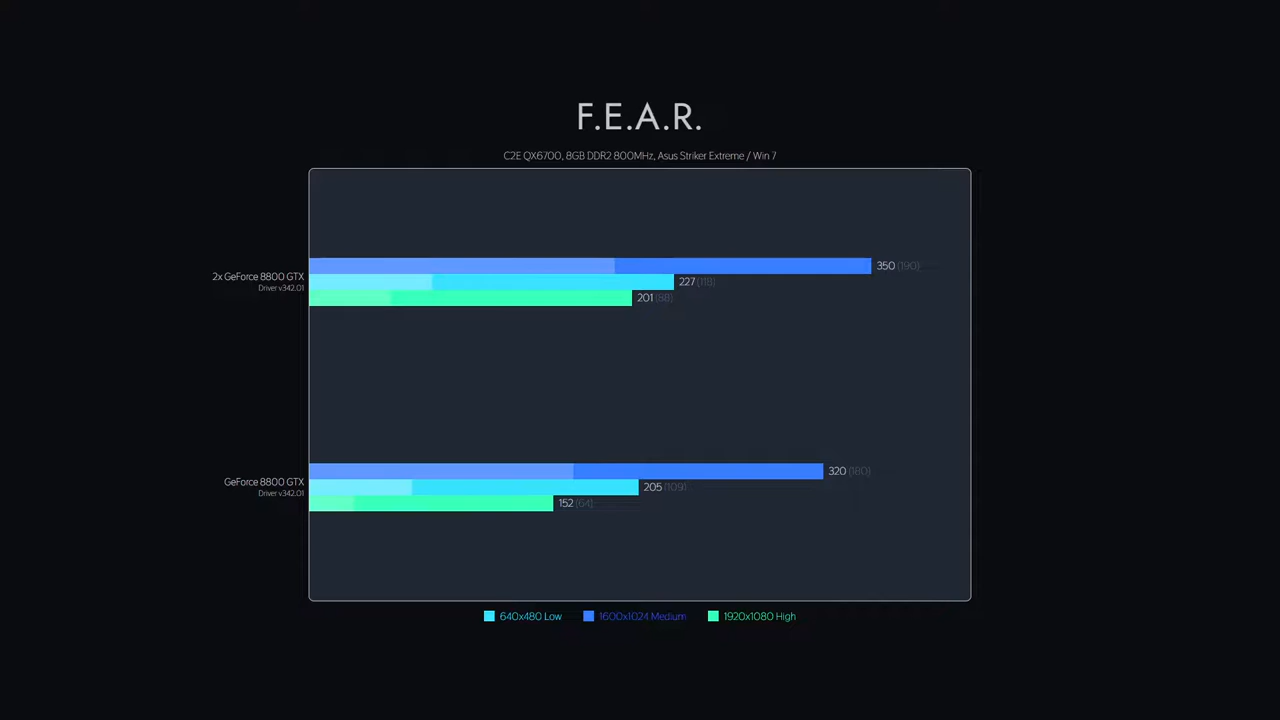 F.E.A.R.
C2E QX6700, 8GB DDR2 800MHz, Asus Striker Extreme / Win 7
2x GeForce 8800 GTX
Driver v342.01
350 (190)
227 (118)
201 (88)
GeForce 8800 GTX
Driver v342.01
320 (180)
205 (109)
152 (64)
640x480 Low 1600x1024 Medium 1920x1080 High